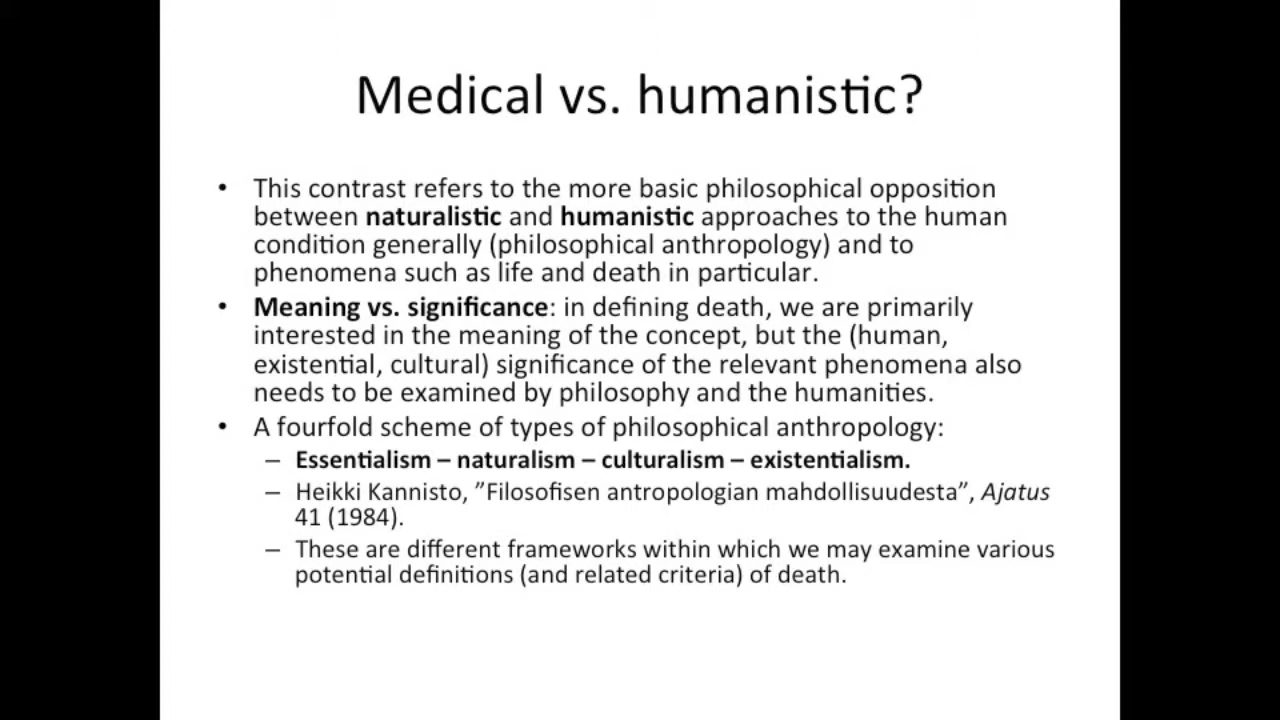 Medical vs. humanistic?
• This contrast refers to the more basic philosophical opposition
between naturalistic and humanistic approaches to the human
condition generally (philosophical anthropology) and to
phenomena such as life and death in particular.
• Meaning vs. significance: in defining death, we are primarily
interested in the meaning of the concept, but the (human,
existential, cultural) significance of the relevant phenomena also
needs to be examined by philosophy and the humanities.
• A fourfold scheme of types of philosophical anthropology:
– Essentialism – naturalism – culturalism – existentialism.
– Heikki Kannisto, ”Filosofisen antropologian mahdollisuudesta”, Ajatus
41 (1984).
– These are different frameworks within which we may examine various
potential definitions (and related criteria) of death.